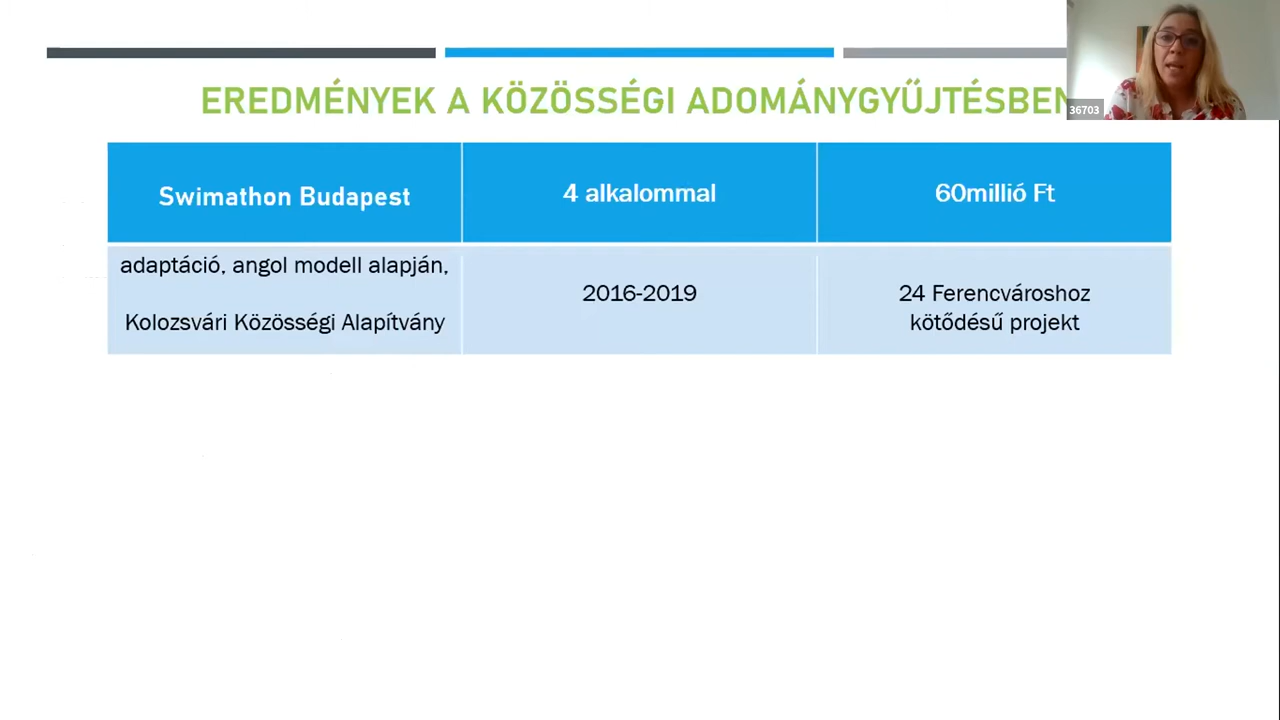 EREDMÉNYEK A KÖZÖSSÉGI ADOMÁNYGYŰJTÉSBEN
36703
Swimathon Budapest
4 alkalommal
60millió Ft
adaptáció, angol modell alapján,
Kolozsvári Közösségi Alapítvány
2016-2019
24 Ferencvároshoz
kötődésű projekt